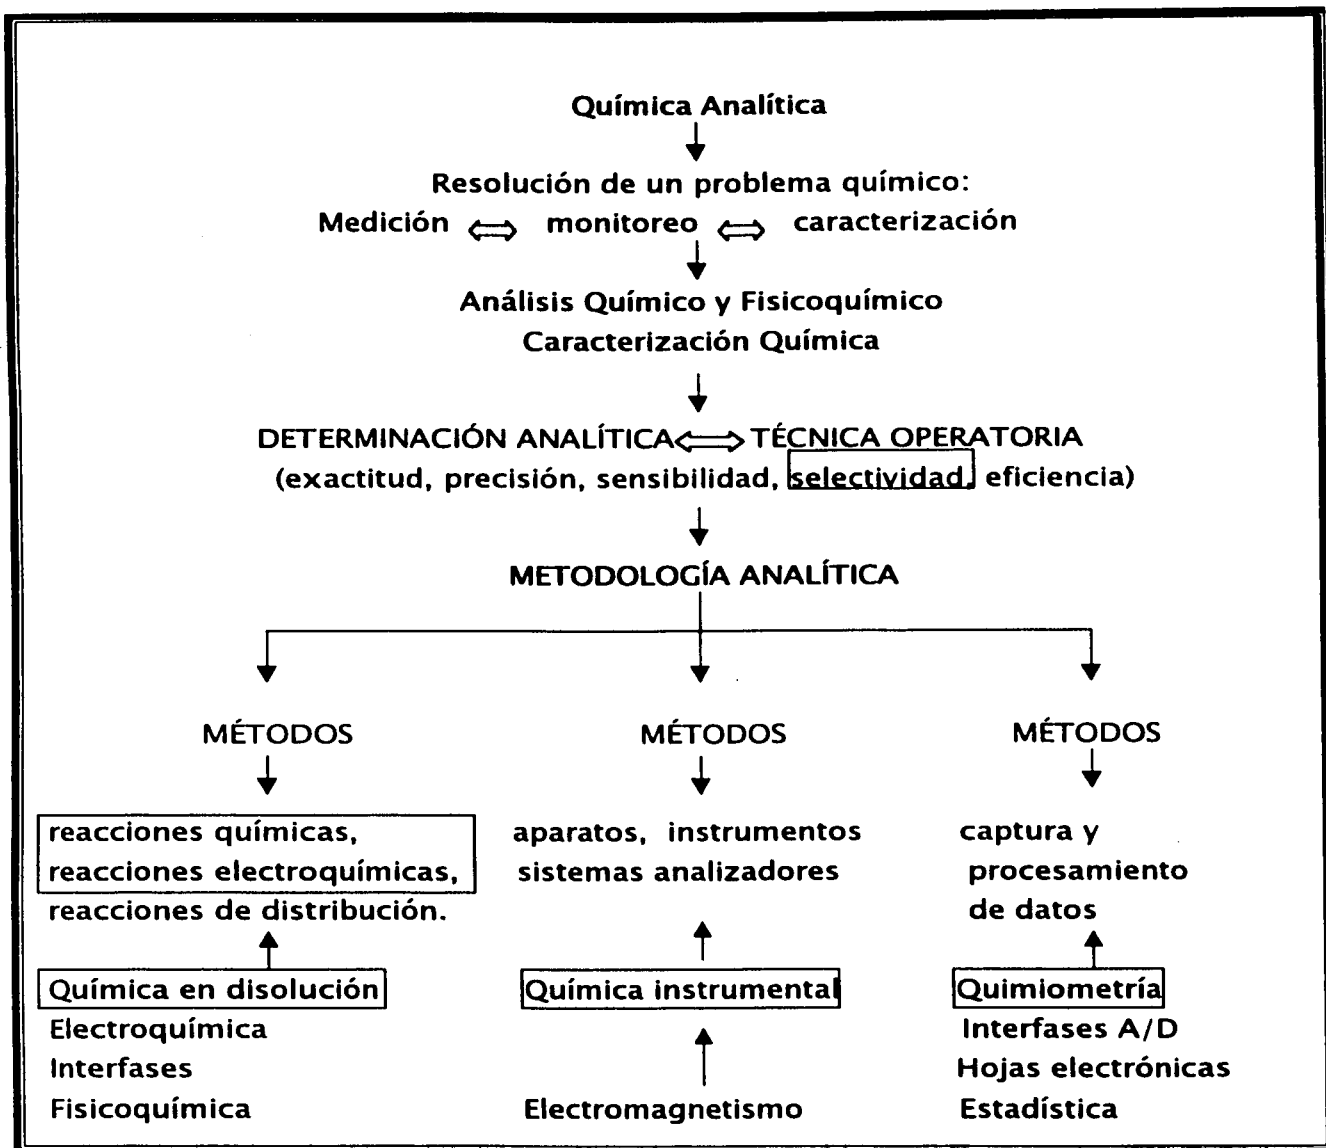 Química Analítica
Resolución de un problema químico:
Medición ⇔ monitoreo ⇔ caracterización
Análisis Químico y Fisicoquímico
Caracterización Química
DETERMINACIÓN ANALÍTICA⇔TÉCNICA OPERATORIA
(exactitud, precisión, sensibilidad, selectividad, eficiencia)
METODOLOGÍA ANALÍTICA
MÉTODOS
reacciones químicas,
reacciones electroquímicas,
reacciones de distribución.
Química en disolución
Electroquímica
Interfases
Fisicoquímica
MÉTODOS
aparatos, instrumentos
sistemas analizadores
Química instrumental
Electromagnetismo
MÉTODOS
captura y
procesamiento
de datos
Quimiometría
Interfases A/D
Hojas electrónicas
Estadística